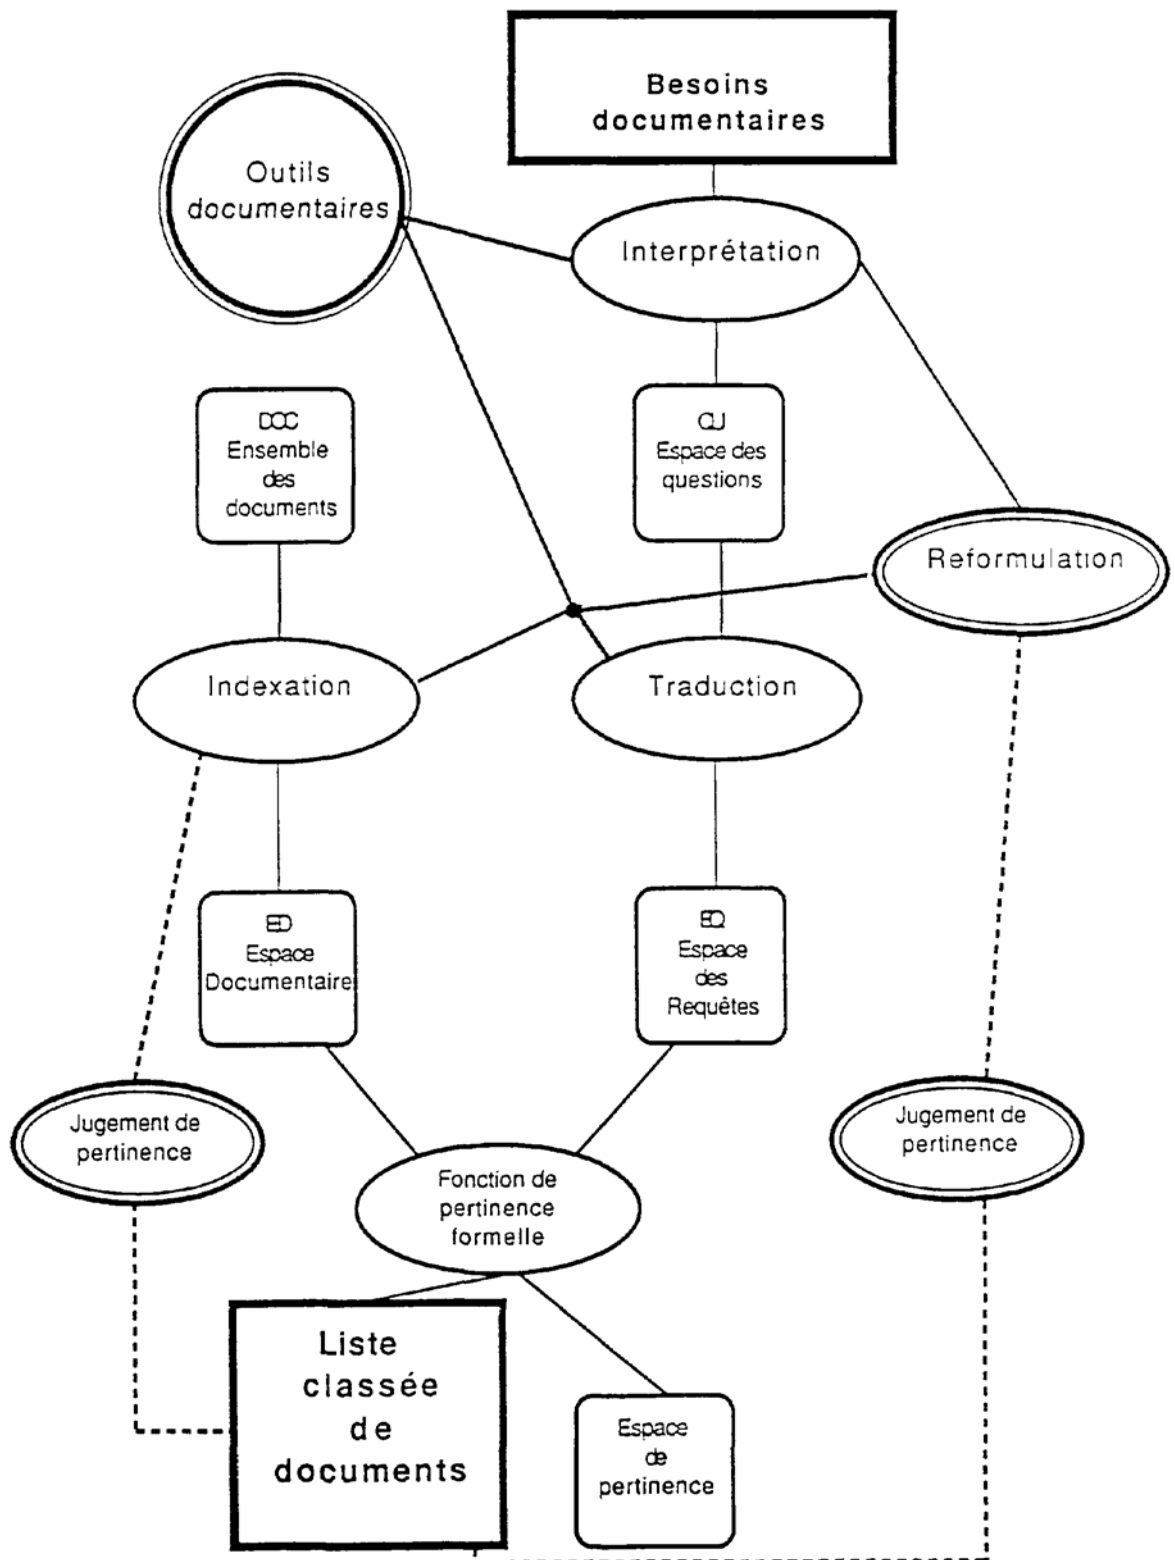 Besoins
documentaires
Outils
documentaires
Interprétation
DOC
Ensemble
des
documents
QU
Espace des
questions
Reformulation
Indexation
Traduction
ED
Espace
Documentaire
EQ
Espace
des
Requêtes
Jugement de
pertinence
Jugement de
pertinence
Fonction de
pertinence
formelle
Liste
classée
de
documents
Espace
de
pertinence